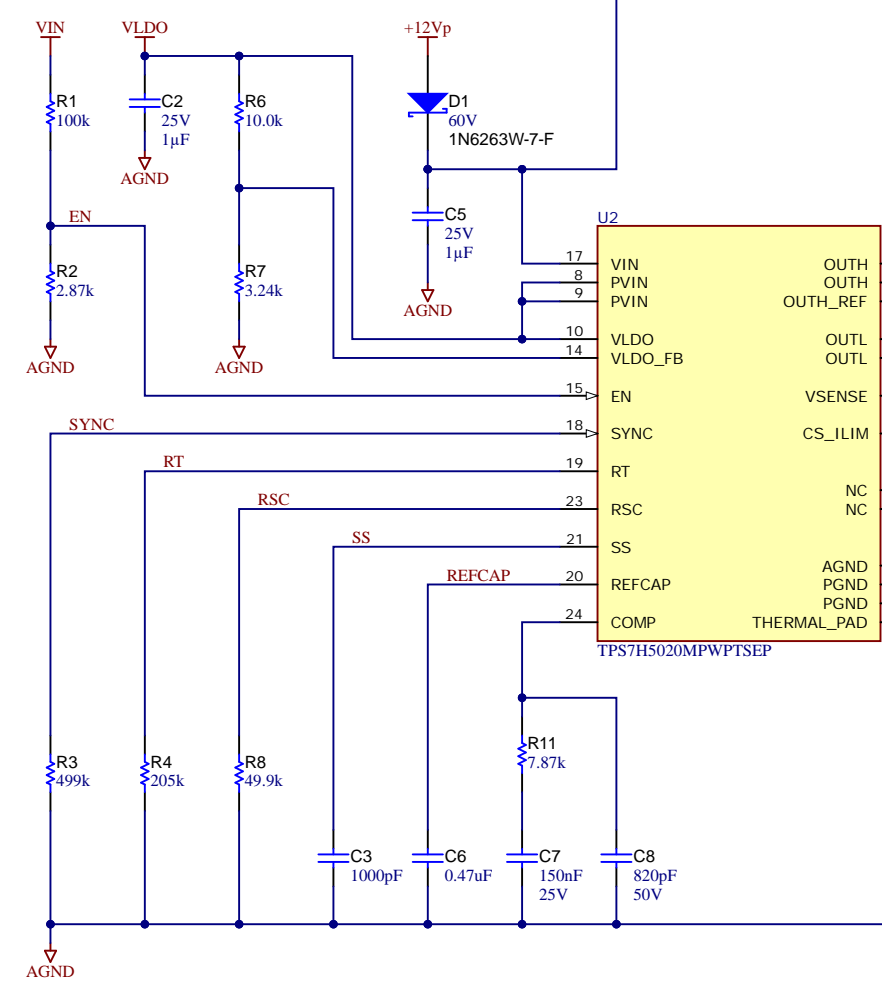 VIN
VLDO
+12Vp
R1
100k
C2
25V
1µF
AGND
R6
10.0k
D1
60V
1N6263W-7-F
EN
R2
2.87k
AGND
R7
3.24k
AGND
C5
25V
1µF
AGND
U2
17 VIN OUTH
8 PVIN OUTH
9 PVIN OUTH_REF
10 VLDO OUTL
14 VLDO_FB OUTL
15 EN VSENSE
SYNC 18 SYNC CS_ILIM
RT 19 RT
NC
RSC 23 RSC NC
SS 21 SS
AGND
REFCAP 20 REFCAP PGND
PGND
24 COMP THERMAL_PAD
TPS7H5020MPWPTSEP
R11
7.87k
R3
499k
R4
205k
R8
49.9k
C3
1000pF
C6
0.47uF
C7
150nF
25V
C8
820pF
50V
AGND